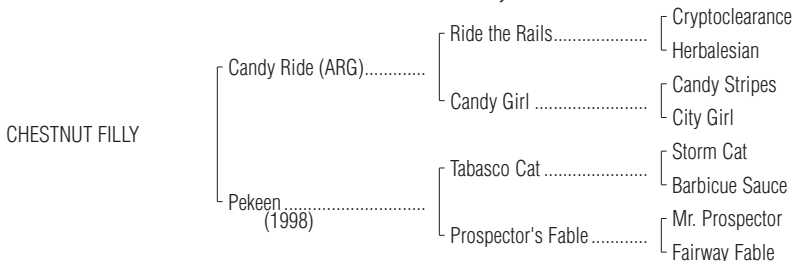 Cryptoclearance
Ride the Rails....................
Herbalesian
Candy Ride (ARG).............
Candy Stripes
Candy Girl ........................
City Girl
CHESTNUT FILLY
Storm Cat
Tabasco Cat ......................
Barbicue Sauce
Pekeen..............................
(1998)
Mr. Prospector
Prospector's Fable............
Fairway Fable